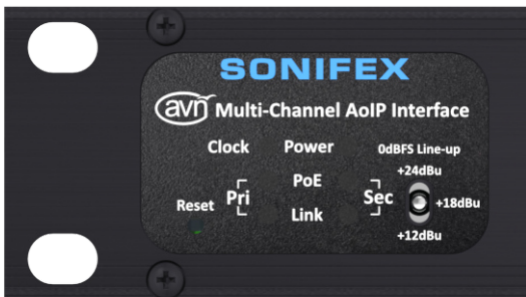 SONIFEX
avn Multi-Channel AoIP Interface
Clock Power 0dBFS Line-up
+24dBu
PoE
Reset Pri Sec +18dBu
Link
+12dBu